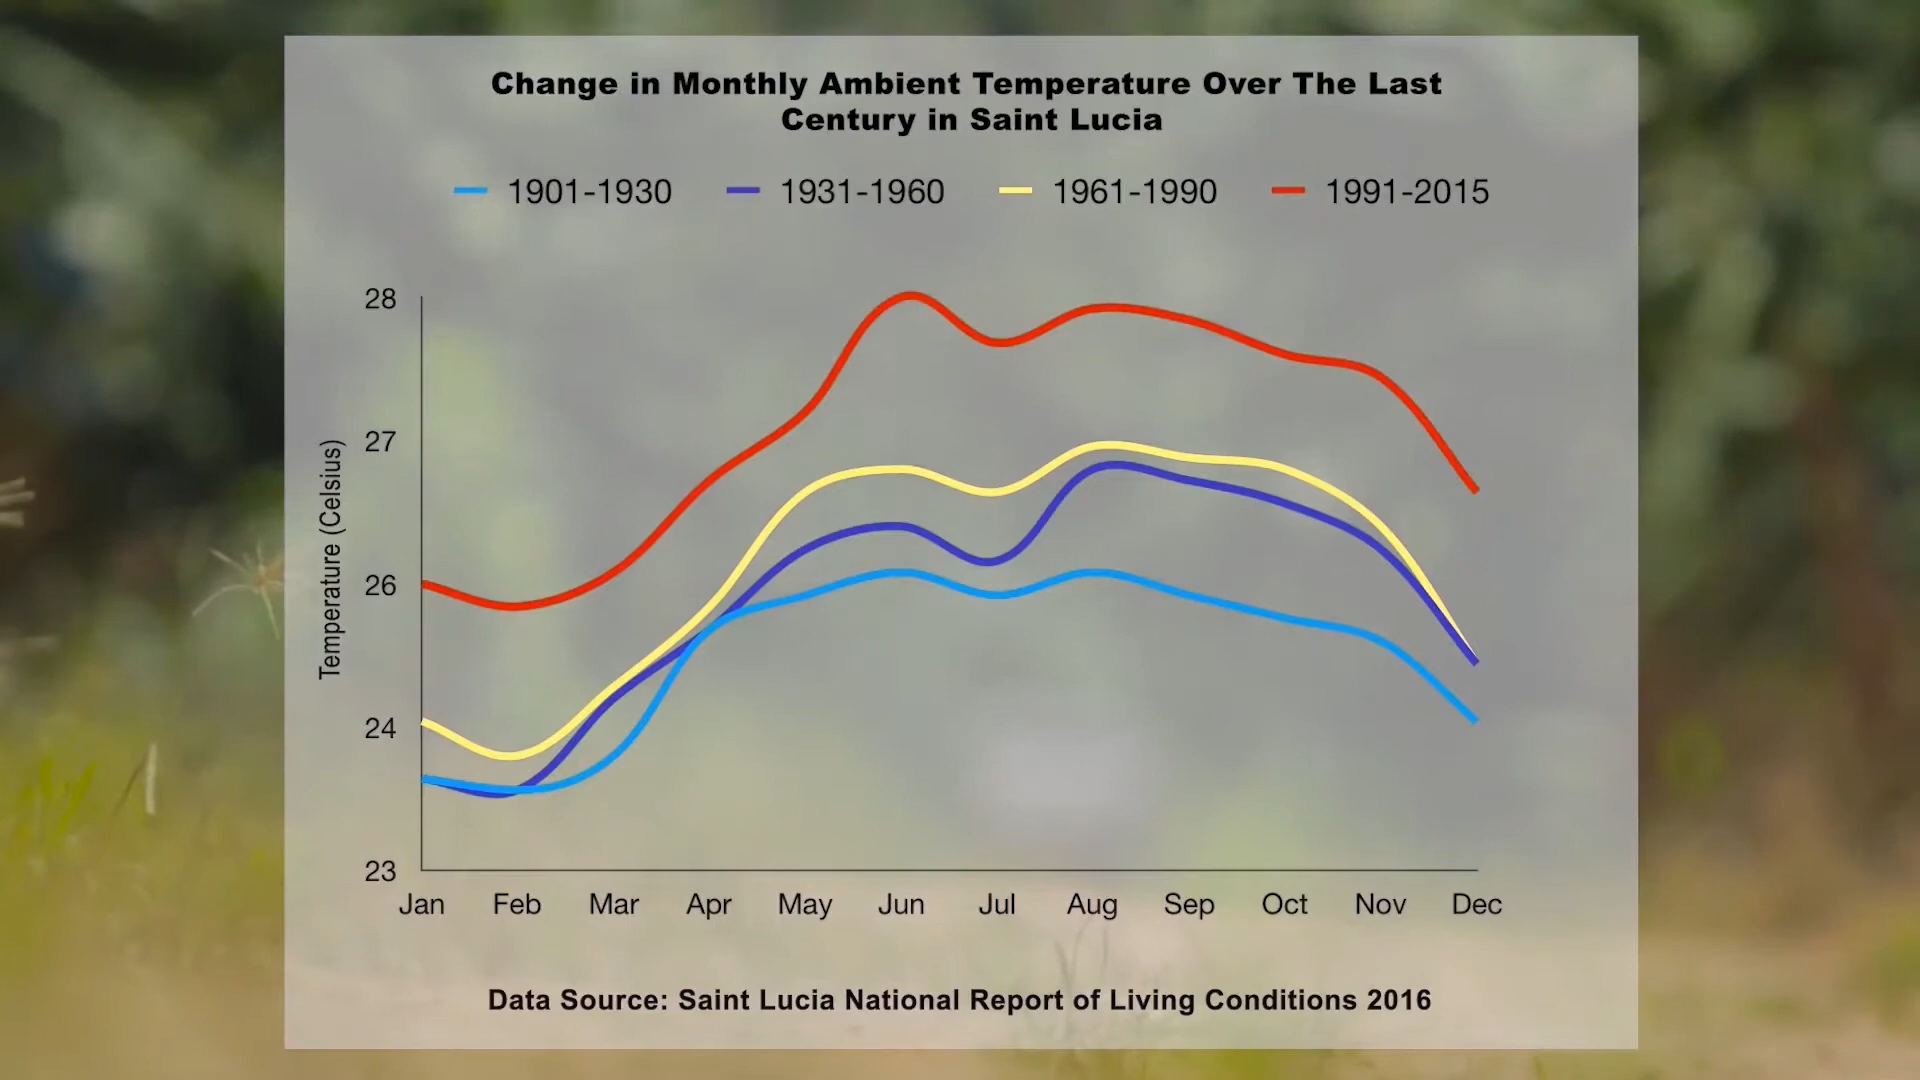 Change in Monthly Ambient Temperature Over The Last
Century in Saint Lucia
1901-1930 1931-1960 1961-1990 1991-2015
28
27
26
24
23
Temperature (Celsius)
Jan Feb Mar Apr May Jun Jul Aug Sep Oct Nov Dec
Data Source: Saint Lucia National Report of Living Conditions 2016